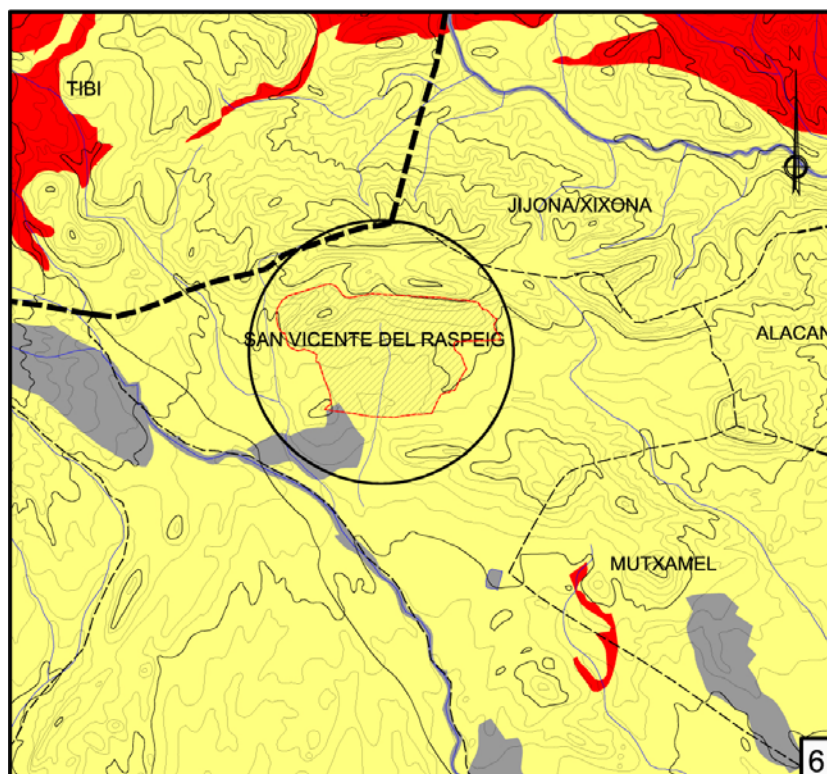 N
TIBI
JIJONA/XIXONA
SAN VICENTE DEL RASPEIG
ALACAN
MUTXAMEL
6